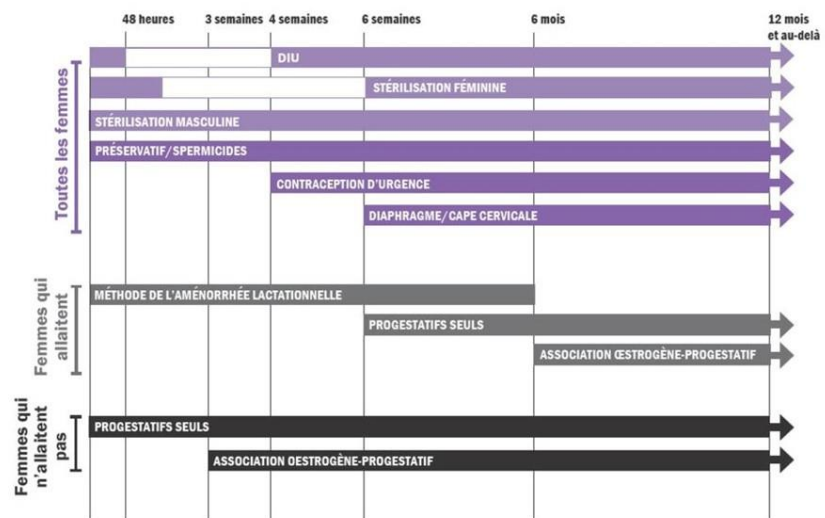 48 heures
3 semaines
4 semaines
6 semaines
6 mois
12 mois
et au-delà
Toutes les femmes
DIU
STÉRILISATION FÉMININE
STÉRILISATION MASCULINE
PRÉSERVATIF/SPERMICIDES
CONTRACEPTION D'URGENCE
DIAPHRAGME/CAPE CERVICALE
Femmes qui
allaitent
MÉTHODE DE L'AMÉNORRHÉE LACTATIONNELLE
PROGESTATIFS SEULS
ASSOCIATION ŒSTROGÈNE-PROGESTATIF
Femmes qui
n'allaitent
pas
PROGESTATIFS SEULS
ASSOCIATION OESTROGÈNE-PROGESTATIF